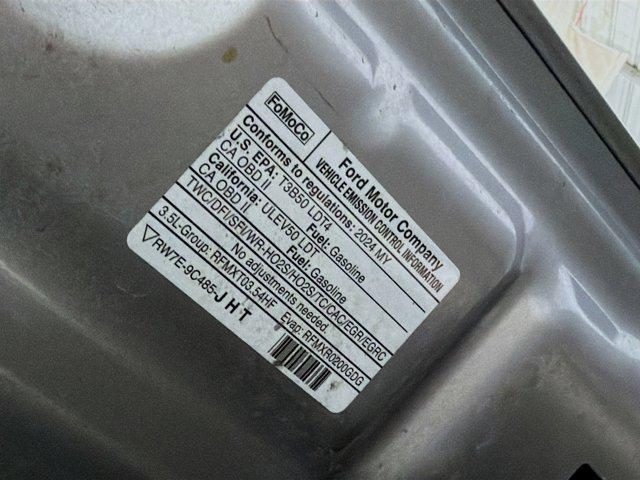 FoMoCo
Ford Motor Company
VEHICLE EMISSION CONTROL INFORMATION
Conforms to regulations: 2024 MY
U.S. EPA: T3B50 LDT4 Fuel: Gasoline
CA OBD II
California: ULEV50 LDT Fuel: Gasoline
CA OBD II
TWC/DFI/SFI/WR-HO2S/HO2S/TC/CAC/EGR/EGRC
No adjustments needed.
3.5L-Group: RFMXT03.54HF Evap: RFMXR0200GDG
RW7E-9C485-J H T